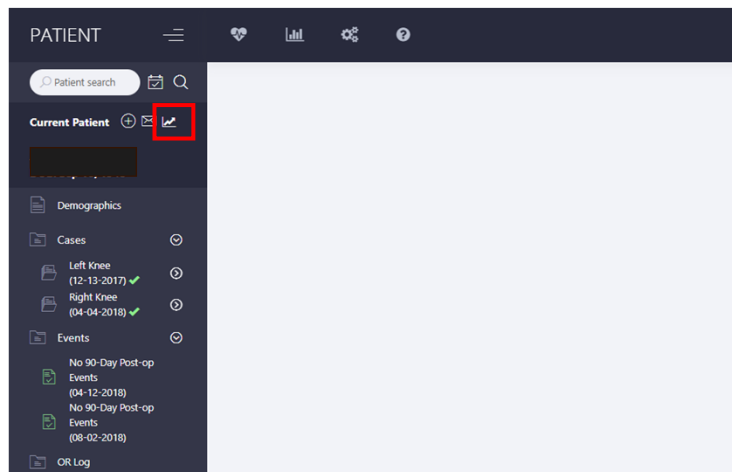 PATIENT
Patient search
Current Patient
Demographics
Cases
Left Knee
(12-13-2017)
Right Knee
(04-04-2018)
Events
No 90-Day Post-op
Events
(04-12-2018)
No 90-Day Post-op
Events
(08-02-2018)
OR Log